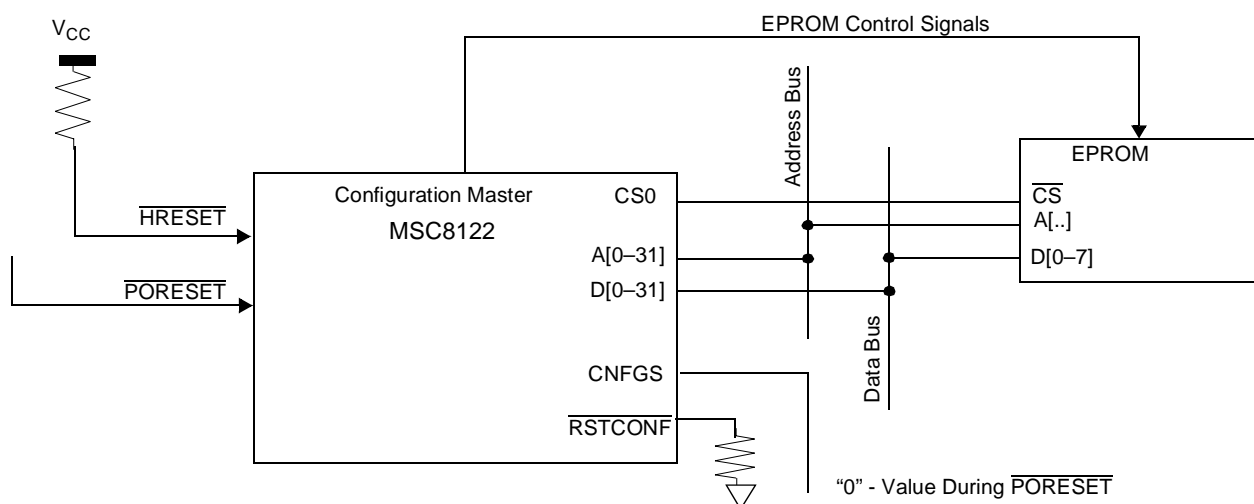 V_CC
EPROM Control Signals
Address Bus
EPROM
Configuration Master
MSC8122
CS0
CS
HRESET
A[..]
A[0–31]
D[0–7]
PORESET
D[0–31]
Data Bus
CNFGS
RSTCONF
“0” - Value During PORESET